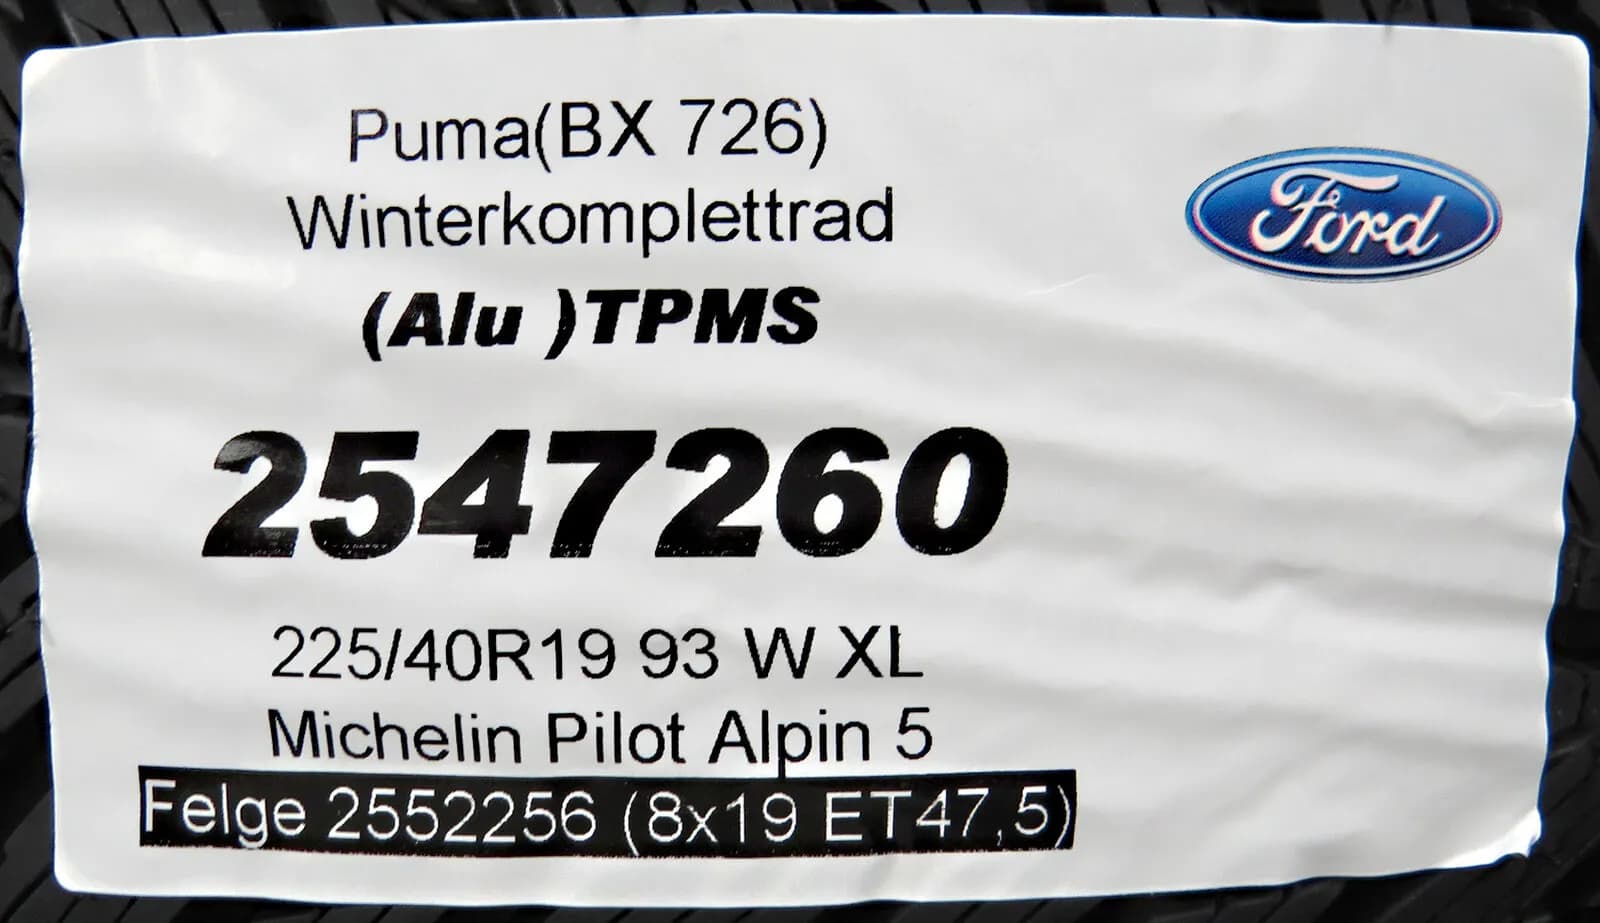 Puma(BX 726)
Winterkomplettrad
(Alu )TPMS
Ford
2547260
225/40R19 93 W XL
Michelin Pilot Alpin 5
Felge 2552256 (8x19 ET47,5)